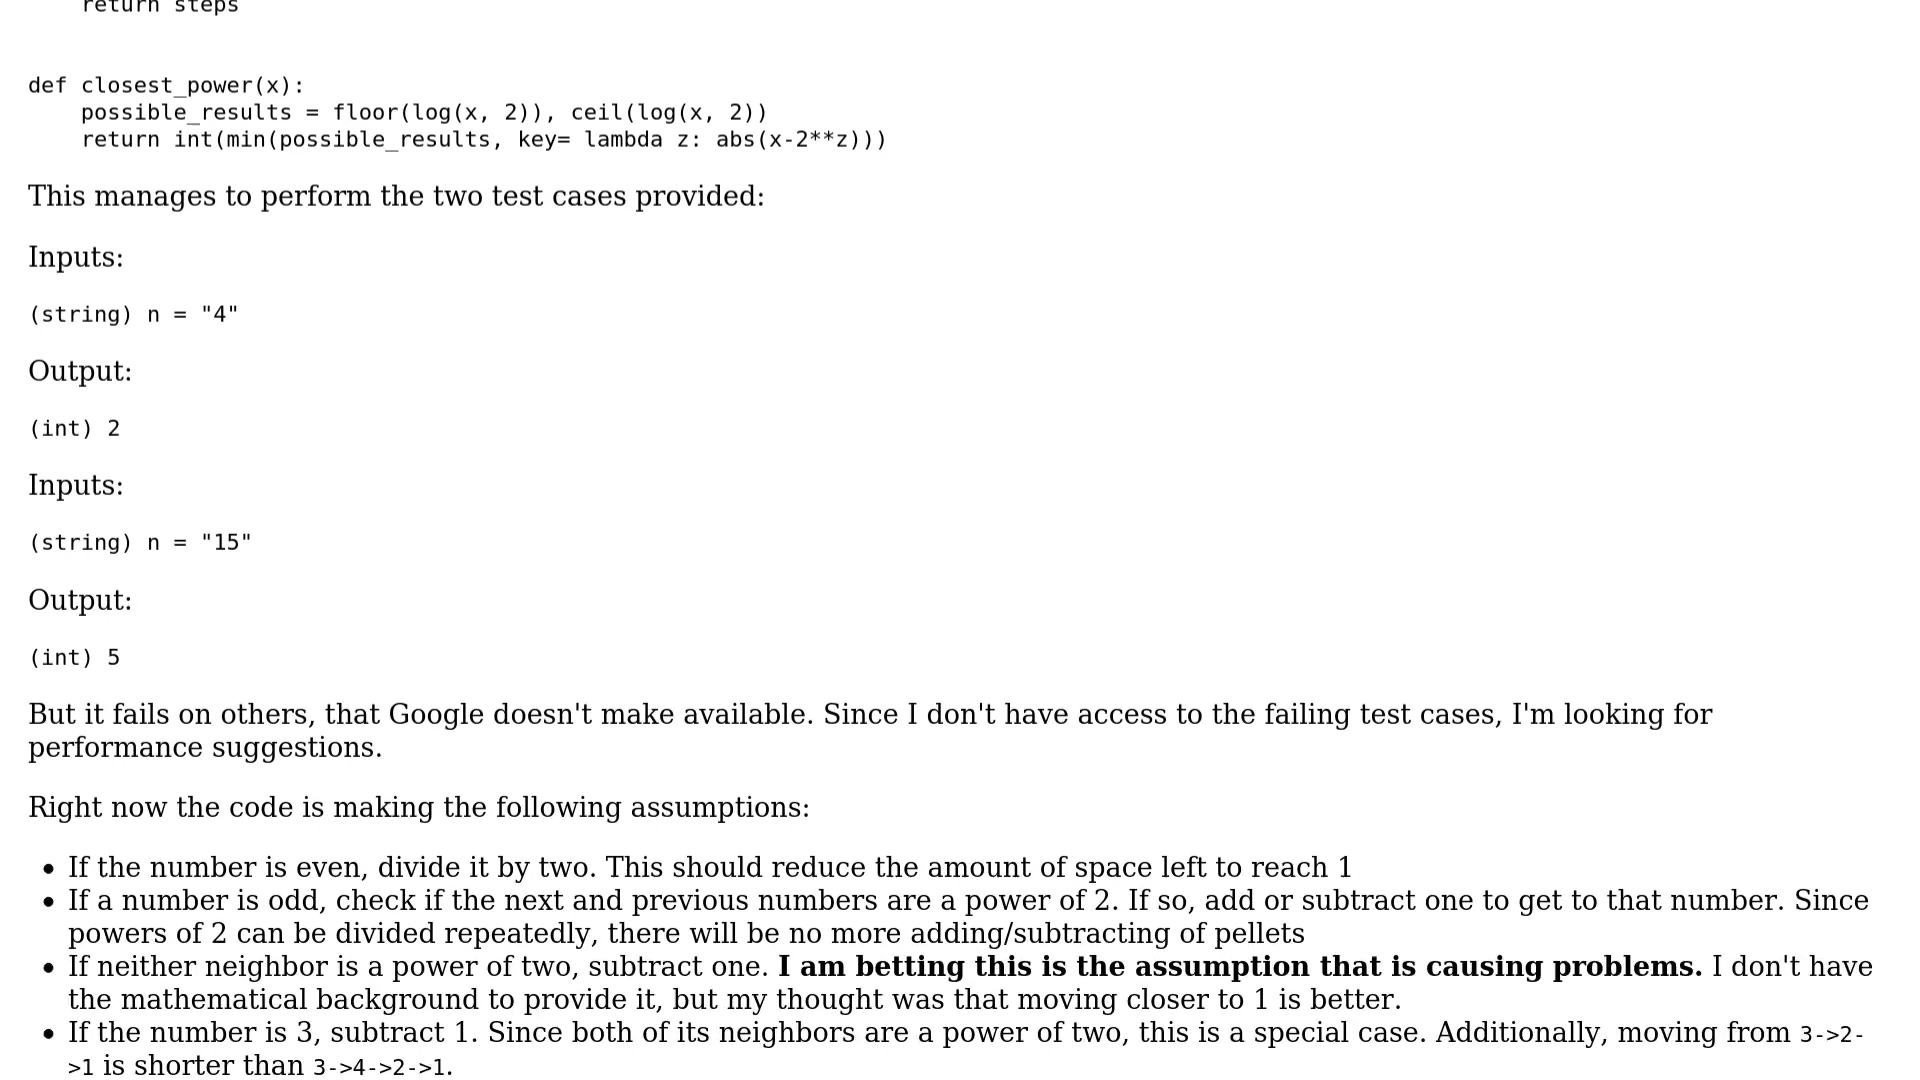 return steps
def closest_power(x):
    possible_results = floor(log(x, 2)), ceil(log(x, 2))
    return int(min(possible_results, key= lambda z: abs(x-2**z)))
This manages to perform the two test cases provided:
Inputs:
(string) n = "4"
Output:
(int) 2
Inputs:
(string) n = "15"
Output:
(int) 5
But it fails on others, that Google doesn't make available. Since I don't have access to the failing test cases, I'm looking for
performance suggestions.
Right now the code is making the following assumptions:
• If the number is even, divide it by two. This should reduce the amount of space left to reach 1
• If a number is odd, check if the next and previous numbers are a power of 2. If so, add or subtract one to get to that number. Since
powers of 2 can be divided repeatedly, there will be no more adding/subtracting of pellets
• If neither neighbor is a power of two, subtract one. I am betting this is the assumption that is causing problems. I don't have
the mathematical background to provide it, but my thought was that moving closer to 1 is better.
• If the number is 3, subtract 1. Since both of its neighbors are a power of two, this is a special case. Additionally, moving from 3->2-
>1 is shorter than 3->4->2->1.